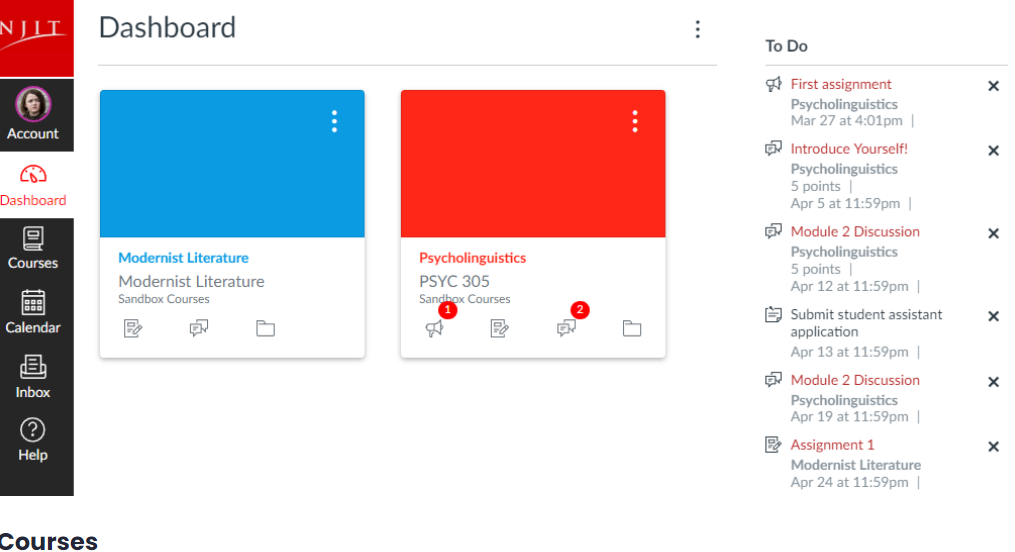 NJIT
Account
Dashboard
Courses
Calendar
Inbox
Help
Dashboard
Modernist Literature
Modernist Literature
Sandbox Courses
Psycholinguistics
PSYC 305
Sandbox Courses
1
2
To Do
First assignment
Psycholinguistics
Mar 27 at 4:01pm |
Introduce Yourself!
Psycholinguistics
5 points |
Apr 5 at 11:59pm |
Module 2 Discussion
Psycholinguistics
5 points |
Apr 12 at 11:59pm |
Submit student assistant
application
Apr 13 at 11:59pm |
Module 2 Discussion
Psycholinguistics
Apr 19 at 11:59pm |
Assignment 1
Modernist Literature
Apr 24 at 11:59pm |
Courses